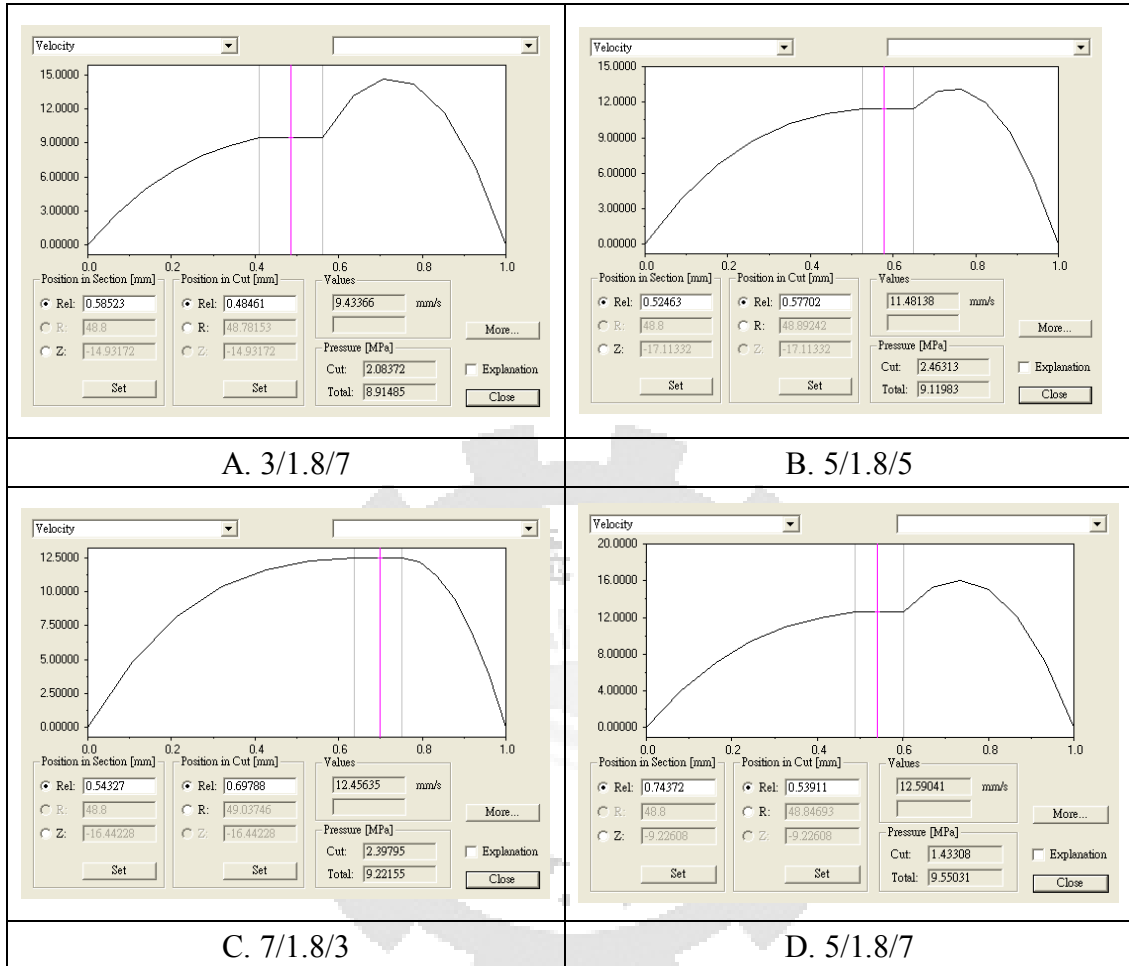 Velocity
15.0000
12.0000
9.00000
6.00000
3.00000
0.00000
0.0 0.2 0.4 0.6 0.8 1.0
Position in Section [mm] Position in Cut [mm] Values
Rel: 0.58523 Rel: 0.48461 9.43366 mm/s
R: 48.8 R: 48.78153
More...
Z: -14.93172 Z: -14.93172
Pressure [MPa]
Cut: 2.08372 Explanation
Set Set Total: 8.91485 Close
A. 3/1.8/7
Velocity
15.0000
12.0000
9.00000
6.00000
3.00000
0.00000
0.0 0.2 0.4 0.6 0.8 1.0
Position in Section [mm] Position in Cut [mm] Values
Rel: 0.52463 Rel: 0.57702 11.48138 mm/s
R: 48.8 R: 48.89242
More...
Z: -17.11332 Z: -17.11332
Pressure [MPa]
Cut: 2.46313 Explanation
Set Set Total: 9.11983 Close
B. 5/1.8/5
Velocity
12.5000
10.0000
7.50000
5.00000
2.50000
0.00000
0.0 0.2 0.4 0.6 0.8 1.0
Position in Section [mm] Position in Cut [mm] Values
Rel: 0.54327 Rel: 0.69788 12.45635 mm/s
R: 48.8 R: 49.03746
More...
Z: -16.44228 Z: -16.44228
Pressure [MPa]
Cut: 2.39795 Explanation
Set Set Total: 9.22155 Close
C. 7/1.8/3
Velocity
20.0000
16.0000
12.0000
8.00000
4.00000
0.00000
0.0 0.2 0.4 0.6 0.8 1.0
Position in Section [mm] Position in Cut [mm] Values
Rel: 0.74372 Rel: 0.53911 12.59041 mm/s
R: 48.8 R: 48.84693
More...
Z: -9.22608 Z: -9.22608
Pressure [MPa]
Cut: 1.43308 Explanation
Set Set Total: 9.55031 Close
D. 5/1.8/7